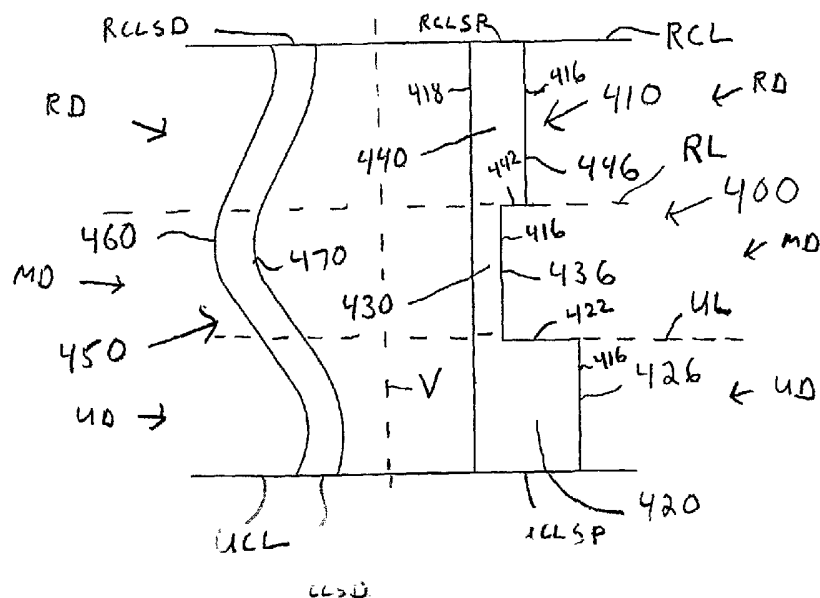 RCLSD RCLSP RCL
RD 418 416 410 RD
440 442 446 RL
400
460 470 416 436 MD
MD 430 422 UL
450 416 426 UD
UD V
UCL 420